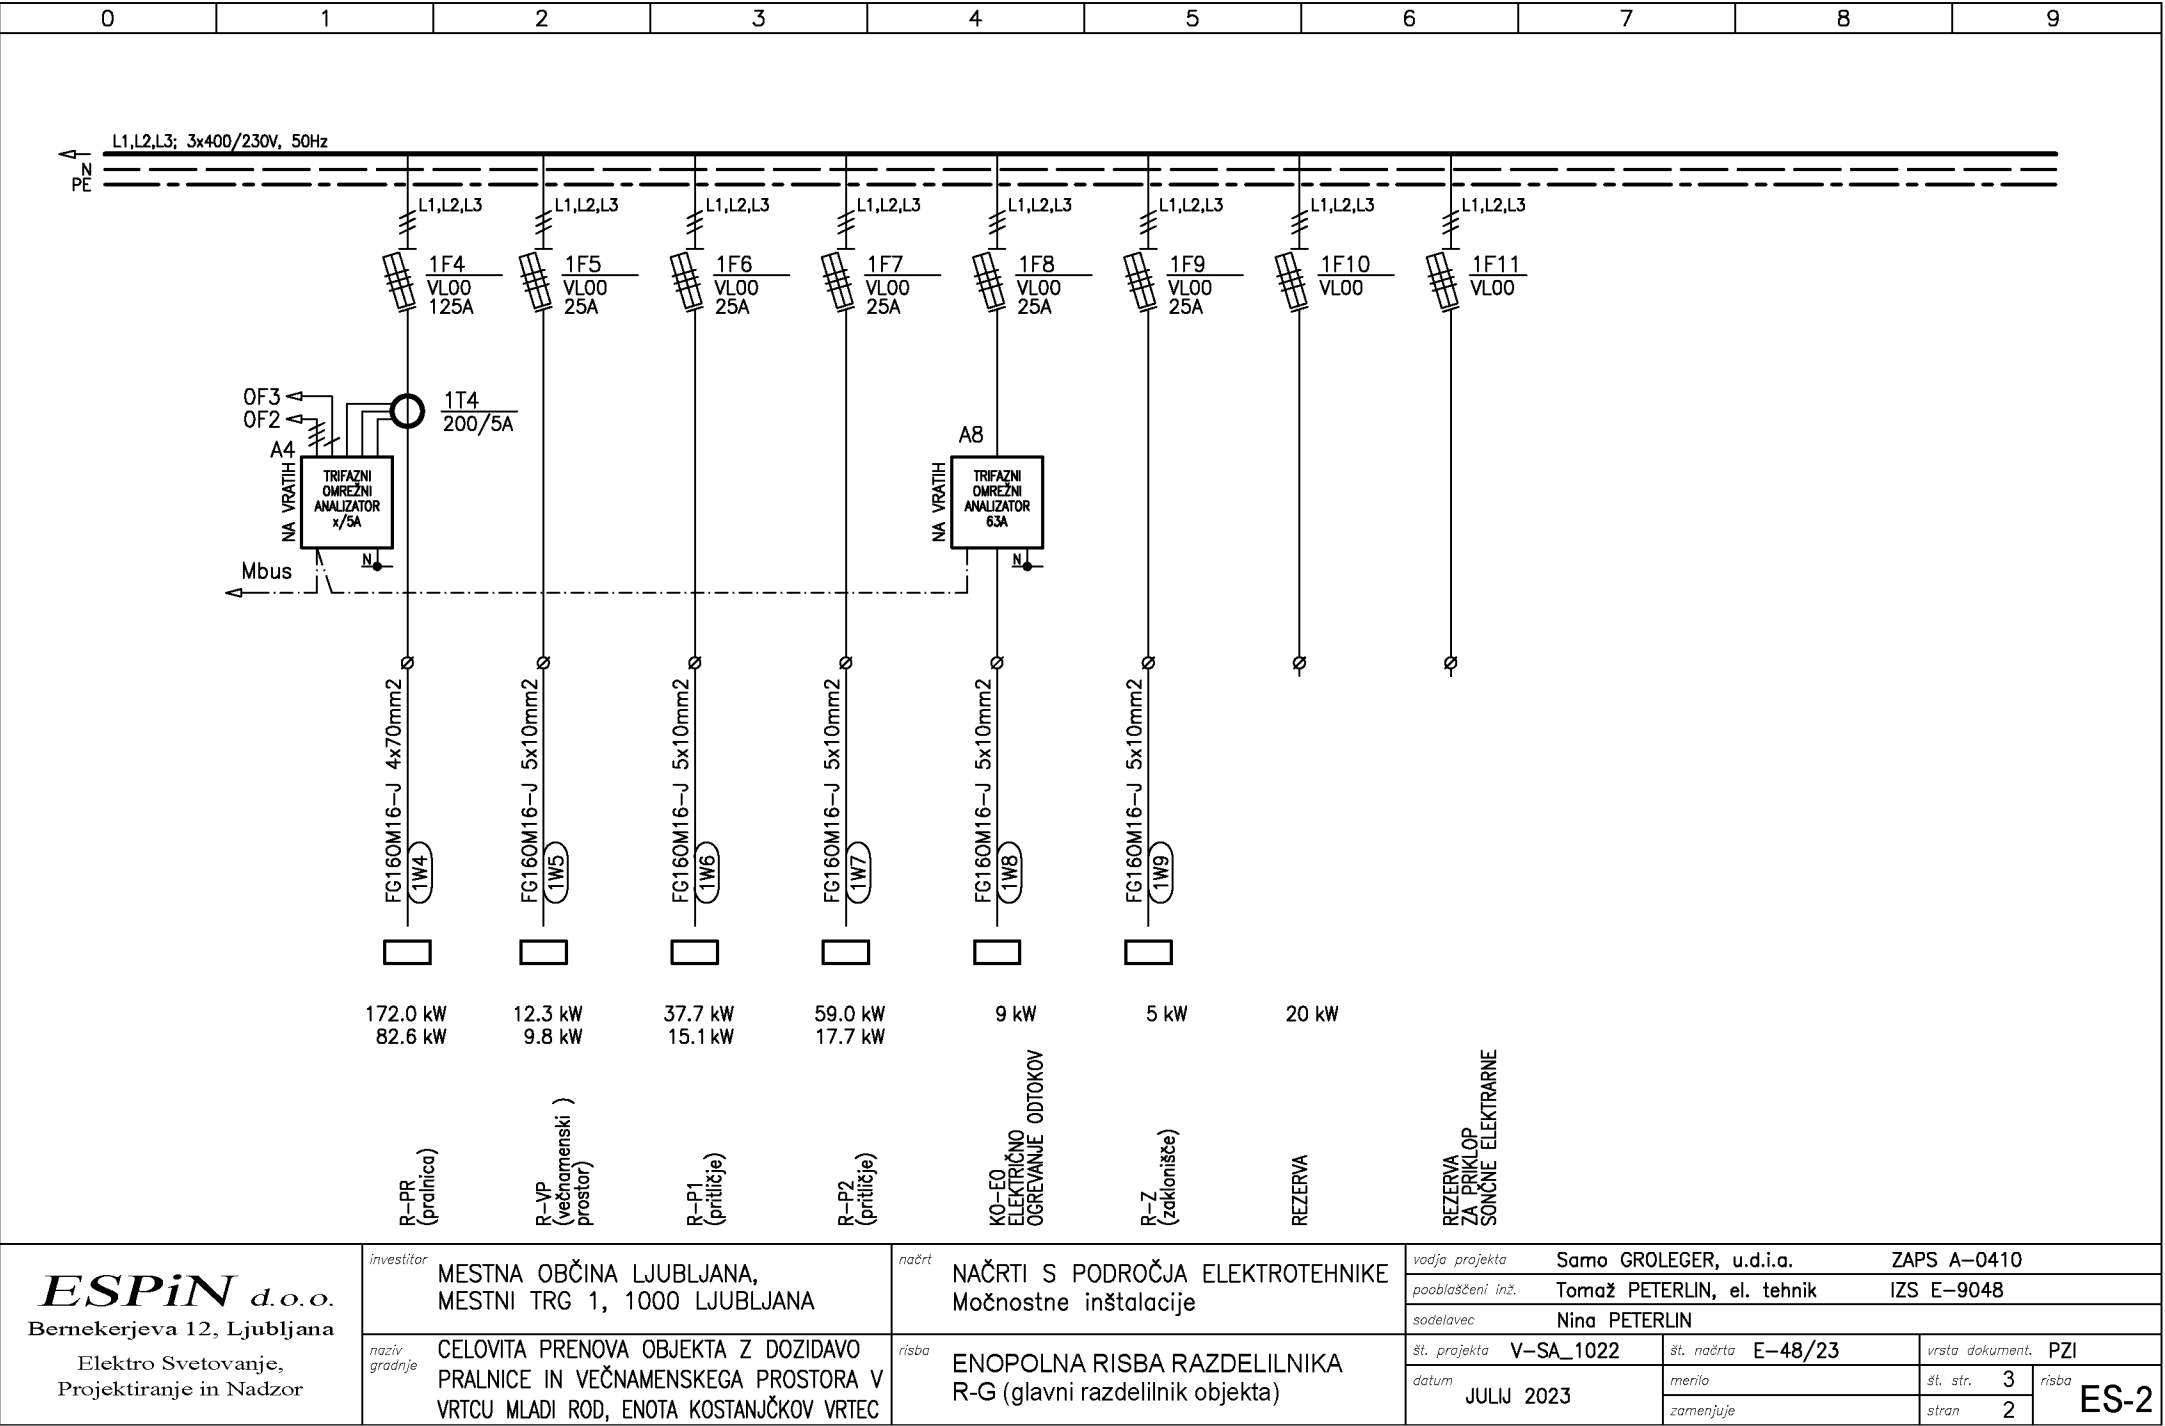 0 1 2 3 4 5 6 7 8 9
L1,L2,L3; 3x400/230V, 50Hz
N
PE
L1,L2,L3 L1,L2,L3 L1,L2,L3 L1,L2,L3 L1,L2,L3 L1,L2,L3 L1,L2,L3 L1,L2,L3
1F4 1F5 1F6 1F7 1F8 1F9 1F10 1F11
VL00 VL00 VL00 VL00 VL00 VL00 VL00 VL00
125A 25A 25A 25A 25A 25A
0F3
0F2
1T4
200/5A
A4
NA VRATIH
TRIFAZNI
OMREŽNI
ANALIZATOR
x/5A
N
Mbus
A8
NA VRATIH
TRIFAZNI
OMREŽNI
ANALIZATOR
63A
N
FG16OM16-J 4x70mm2
1W4
FG16OM16-J 5x10mm2
1W5
FG16OM16-J 5x10mm2
1W6
FG16OM16-J 5x10mm2
1W7
FG16OM16-J 5x10mm2
1W8
FG16OM16-J 5x10mm2
1W9
172.0 kW 12.3 kW 37.7 kW 59.0 kW 9 kW 5 kW 20 kW
82.6 kW 9.8 kW 15.1 kW 17.7 kW
R-PR
(pralnica)
R-VP
(večnamenski )
prostor)
R-P1
(pritličje)
R-P2
(pritličje)
KO-EO
ELEKTRIČNO
OGREVANJE ODTOKOV
R-Z
(zaklonišče)
REZERVA
REZERVA
ZA PRIKLOP
SONČNE ELEKTRARNE
ESPiN d.o.o.
Bernekerjeva 12, Ljubljana
Elektro Svetovanje,
Projektiranje in Nadzor
investitor
MESTNA OBČINA LJUBLJANA,
MESTNI TRG 1, 1000 LJUBLJANA
naziv
gradnje
CELOVITA PRENOVA OBJEKTA Z DOZIDAVO
PRALNICE IN VEČNAMENSKEGA PROSTORA V
VRTCU MLADI ROD, ENOTA KOSTANJČKOV VRTEC
načrt
NAČRTI S PODROČJA ELEKTROTEHNIKE
Močnostne inštalacije
risba
ENOPOLNA RISBA RAZDELILNIKA
R-G (glavni razdelilnik objekta)
vodja projekta Samo GROLEGER, u.d.i.a. ZAPS A-0410
pooblaščeni inž. Tomaž PETERLIN, el. tehnik IZS E-9048
sodelavec Nina PETERLIN
št. projekta V-SA_1022 št. načrta E-48/23 vrsta dokument. PZI
datum JULIJ 2023
merilo
zamenjuje
št. str. 3
stran 2
risba ES-2